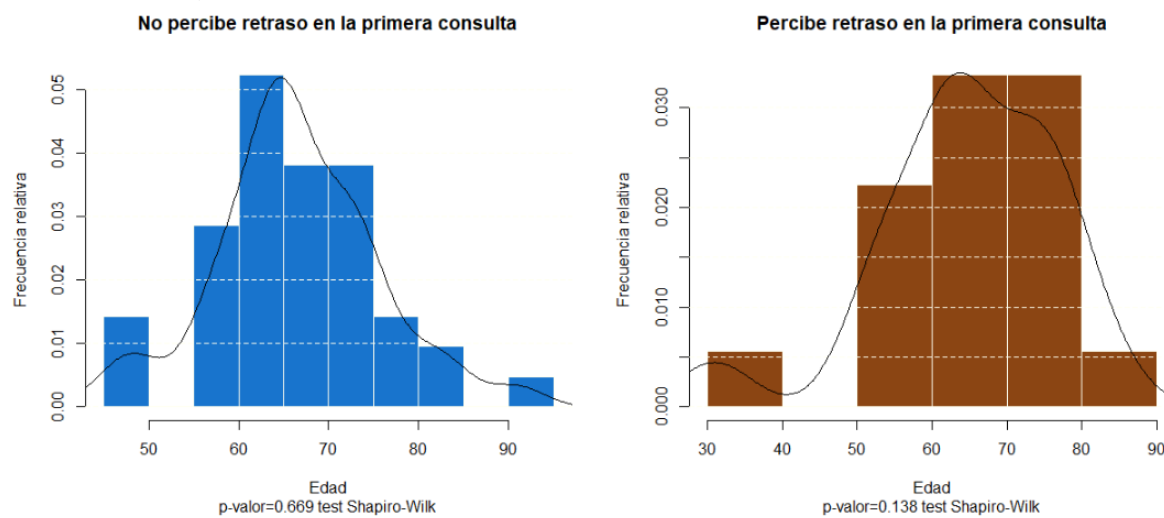 No percibe retraso en la primera consulta
Frecuencia relativa
0.00 0.01 0.02 0.03 0.04 0.05
50 60 70 80 90
Edad
p-valor=0.669 test Shapiro-Wilk
Percibe retraso en la primera consulta
Frecuencia relativa
0.000 0.010 0.020 0.030
30 40 50 60 70 80 90
Edad
p-valor=0.138 test Shapiro-Wilk